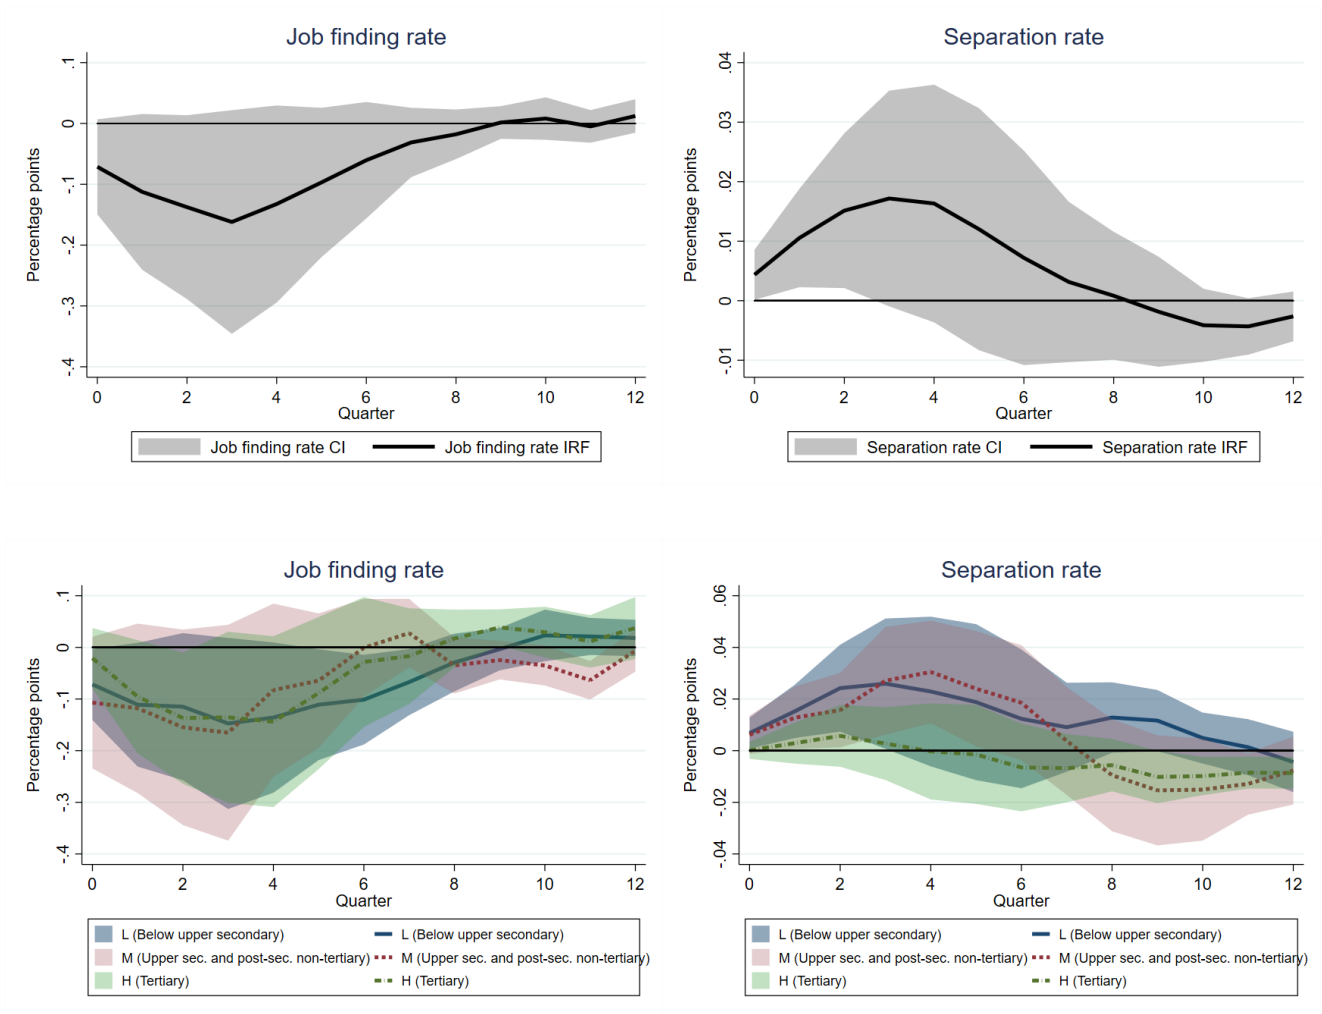 Job finding rate
Percentage points
.1
0
-.1
-.2
-.3
-.4
0 2 4 6 8 10 12
Quarter
Job finding rate CI Job finding rate IRF
Separation rate
Percentage points
.04
.03
.02
.01
0
-.01
0 2 4 6 8 10 12
Quarter
Separation rate CI Separation rate IRF
Job finding rate
Percentage points
.1
0
-.1
-.2
-.3
-.4
0 2 4 6 8 10 12
Quarter
L (Below upper secondary) L (Below upper secondary)
M (Upper sec. and post-sec. non-tertiary) M (Upper sec. and post-sec. non-tertiary)
H (Tertiary) H (Tertiary)
Separation rate
Percentage points
.06
.04
.02
0
-.02
-.04
0 2 4 6 8 10 12
Quarter
L (Below upper secondary) L (Below upper secondary)
M (Upper sec. and post-sec. non-tertiary) M (Upper sec. and post-sec. non-tertiary)
H (Tertiary) H (Tertiary)